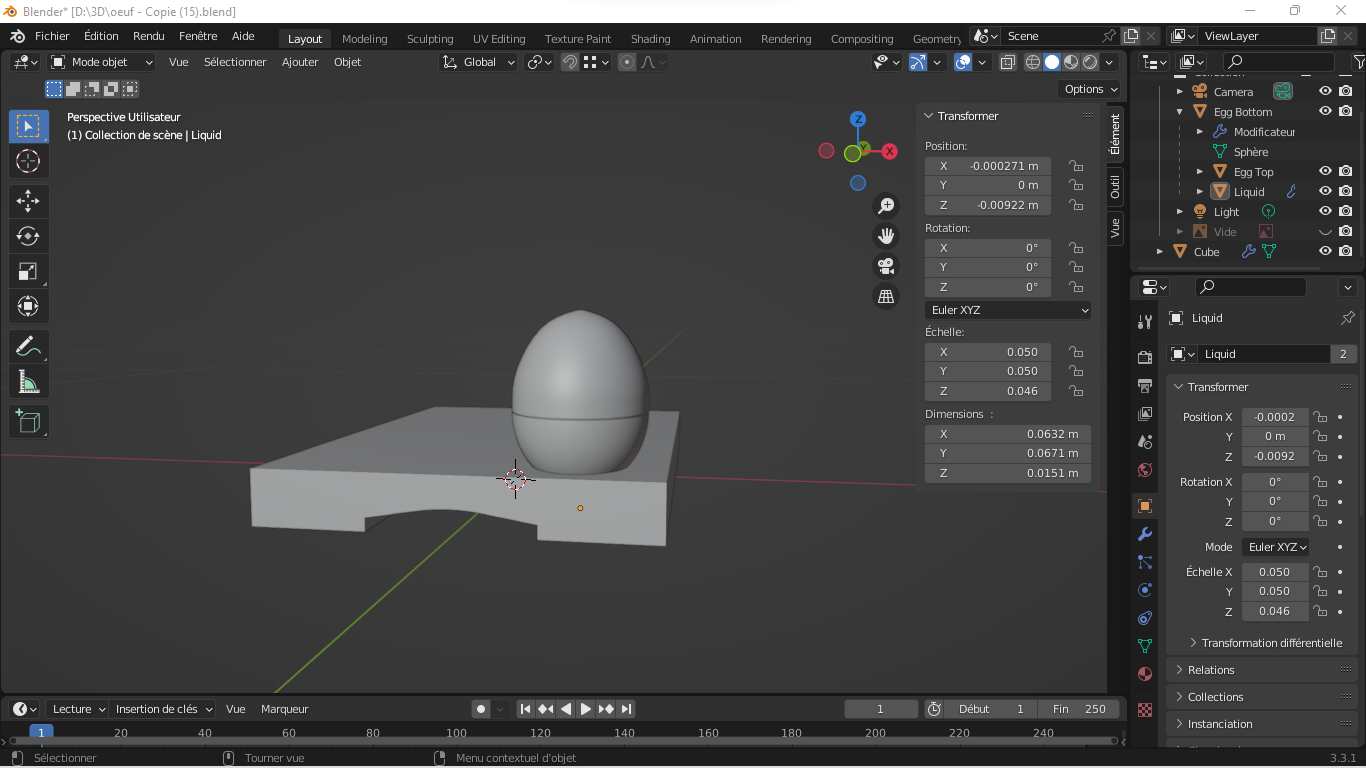 Blender* [D:\3D\oeuf - Copie (15).blend]
Fichier Édition Rendu Fenêtre Aide Layout Modeling Sculpting UV Editing Texture Paint Shading Animation Rendering Compositing Geometry Scene ViewLayer
Mode objet Vue Sélectionner Ajouter Objet Global
Options
Perspective Utilisateur
(1) Collection de scène | Liquid
Z
Y
X
Transformer
Position:
X -0.000271 m
Y 0 m
Z -0.00922 m
Rotation:
X 0°
Y 0°
Z 0°
Euler XYZ
Échelle:
X 0.050
Y 0.050
Z 0.046
Dimensions :
X 0.0632 m
Y 0.0671 m
Z 0.0151 m
Élément
Outil
Vue
Camera
Egg Bottom
Modificateur
Sphère
Egg Top
Liquid
Light
Vide
Cube
Liquid
Liquid 2
Transformer
Position X -0.0002
Y 0 m
Z -0.0092
Rotation X 0°
Y 0°
Z 0°
Mode Euler XYZ
Échelle X 0.050
Y 0.050
Z 0.046
Transformation différentielle
Relations
Collections
Instanciation
Lecture Insertion de clés Vue Marqueur 1 Début 1 Fin 250
1 20 40 60 80 100 120 140 160 180 200 220 240
Sélectionner Tourner vue Menu contextuel d'objet 3.3.1